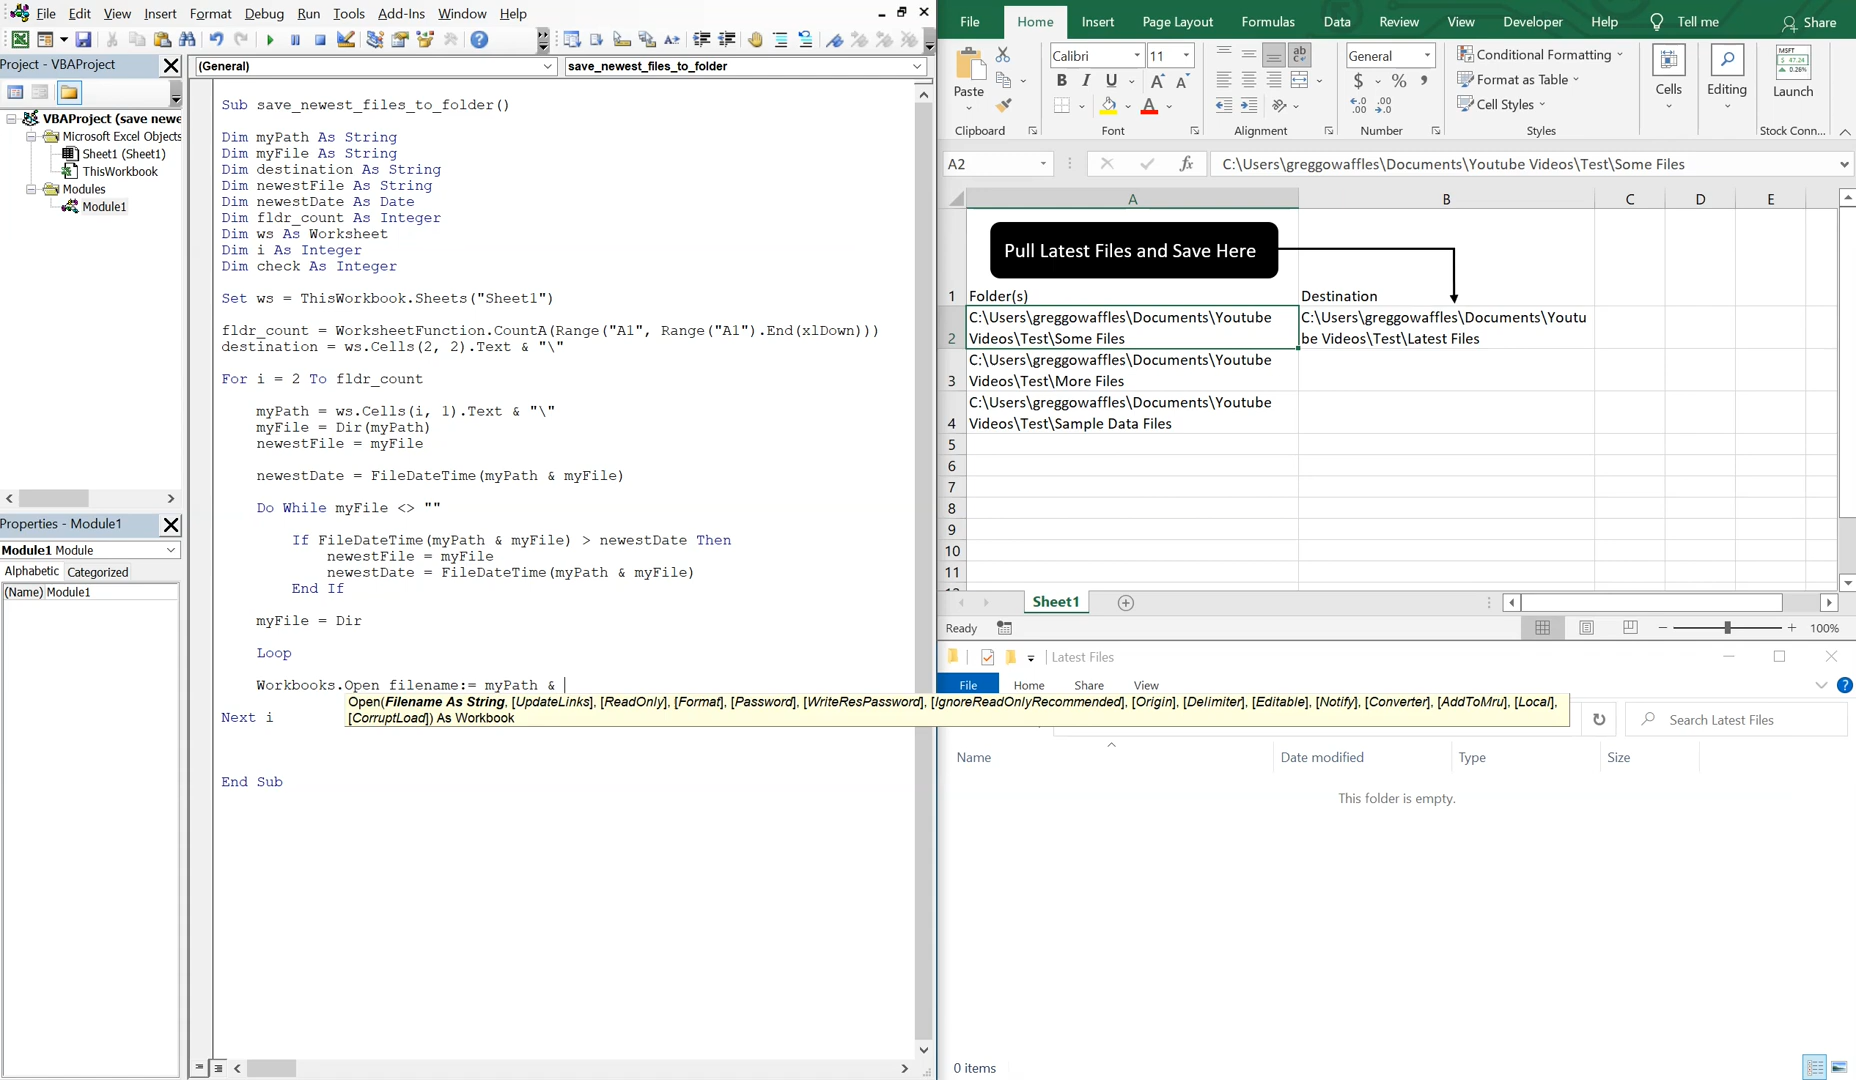 File Edit View Insert Format Debug Run Tools Add-Ins Window Help
Project - VBAProject
VBAProject (save newe
Microsoft Excel Objects
Sheet1 (Sheet1)
ThisWorkbook
Modules
Module1
Properties - Module1
Module1 Module
Alphabetic Categorized
(Name) Module1
(General) save_newest_files_to_folder
Sub save_newest_files_to_folder()
Dim myPath As String
Dim myFile As String
Dim destination As String
Dim newestFile As String
Dim newestDate As Date
Dim fldr_count As Integer
Dim ws As Worksheet
Dim i As Integer
Dim check As Integer
Set ws = ThisWorkbook.Sheets("Sheet1")
fldr_count = WorksheetFunction.CountA(Range("A1", Range("A1").End(xlDown)))
destination = ws.Cells(2, 2).Text & "\"
For i = 2 To fldr_count
myPath = ws.Cells(i, 1).Text & "\"
myFile = Dir(myPath)
newestFile = myFile
newestDate = FileDateTime(myPath & myFile)
Do While myFile <> ""
If FileDateTime(myPath & myFile) > newestDate Then
newestFile = myFile
newestDate = FileDateTime(myPath & myFile)
End If
myFile = Dir
Loop
Workbooks.Open filename:= myPath &
Open(Filename As String, [UpdateLinks], [ReadOnly], [Format], [Password], [WriteResPassword], [IgnoreReadOnlyRecommended], [Origin], [Delimiter], [Editable], [Notify], [Converter], [AddToMru], [Local],
[CorruptLoad]) As Workbook
Next i
End Sub
File Home Insert Page Layout Formulas Data Review View Developer Help Tell me Share
Paste
Calibri 11
B I U A A
A
General
$ % ,
Conditional Formatting
Format as Table
Cell Styles
Cells
Editing
MSFT
$ 47.24
0.26%
Launch
Clipboard Font Alignment Number Styles Stock Conn...
A2 fx C:\Users\greggowaffles\Documents\Youtube Videos\Test\Some Files
A B C D E
Pull Latest Files and Save Here
1 Folder(s) Destination
2 C:\Users\greggowaffles\Documents\Youtube
Videos\Test\Some Files
C:\Users\greggowaffles\Documents\Youtu
be Videos\Test\Latest Files
3 C:\Users\greggowaffles\Documents\Youtube
Videos\Test\More Files
4 C:\Users\greggowaffles\Documents\Youtube
Videos\Test\Sample Data Files
5
6
7
8
9
10
11
Sheet1
Ready 100%
Latest Files
File Home Share View
Search Latest Files
Name Date modified Type Size
This folder is empty.
0 items